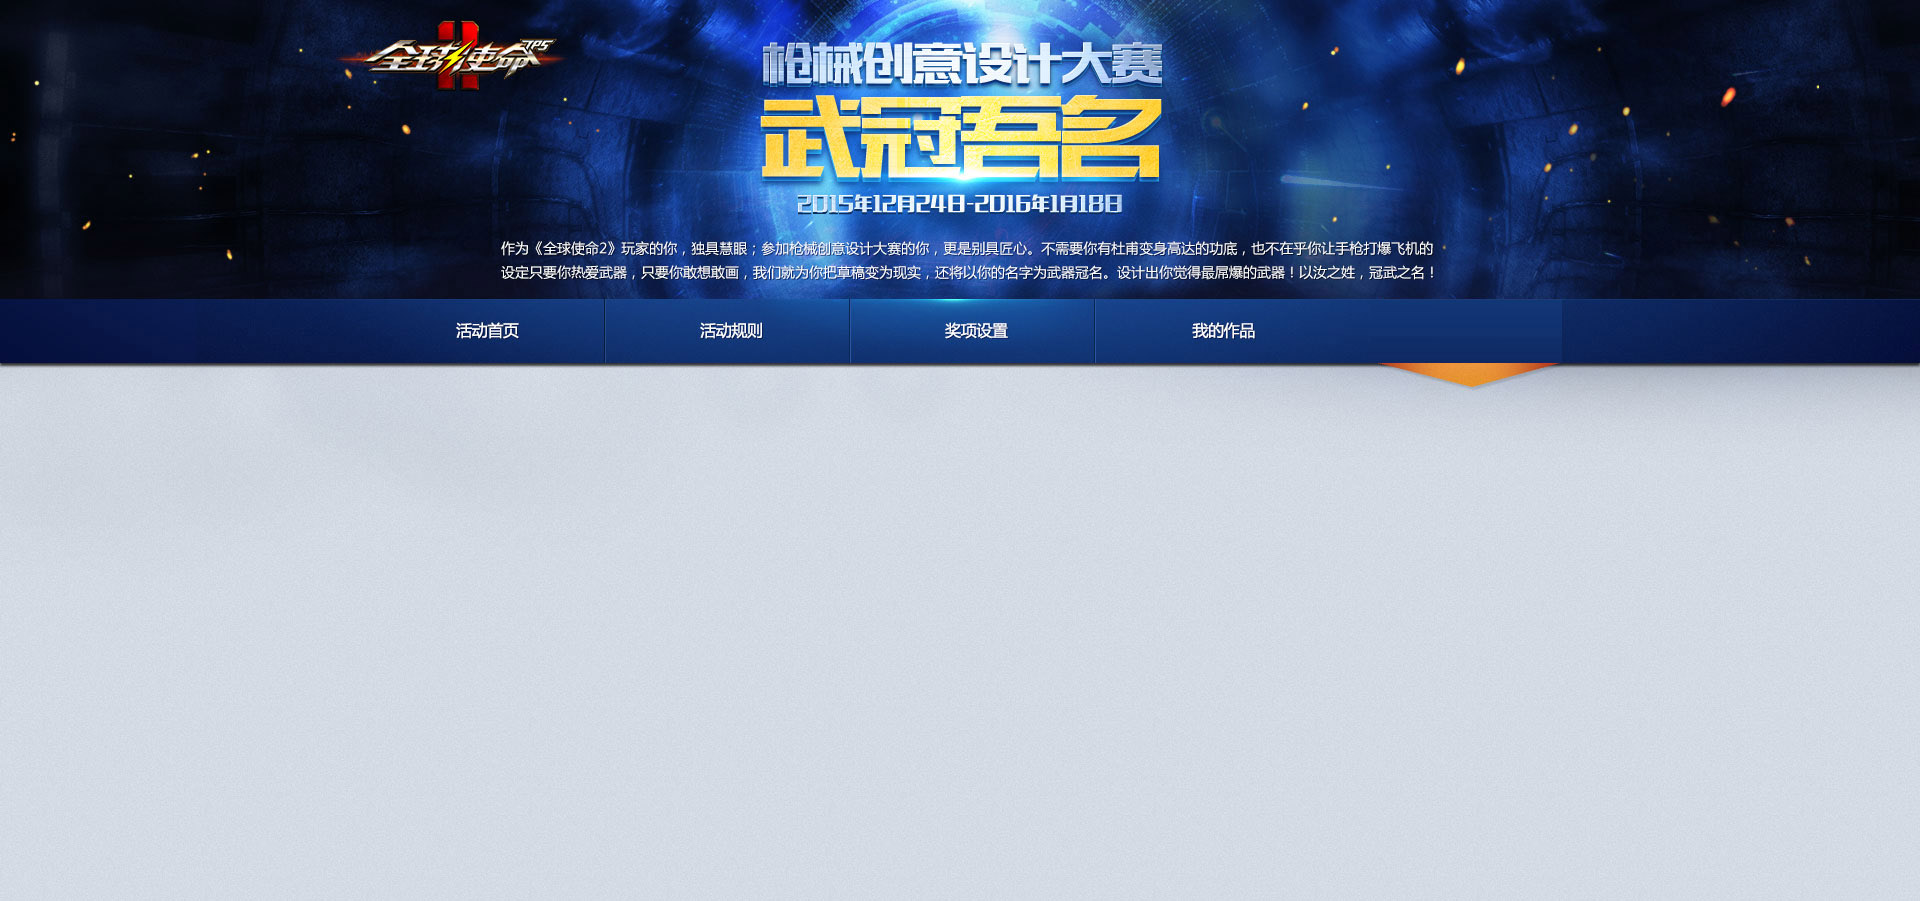 全球使命 TPS
枪械创意设计大赛
武冠吾名
2015年12月24日-2016年1月18日
作为《全球使命2》玩家的你，独具慧眼；参加枪械创意设计大赛的你，更是别具匠心。不需要你有杜甫变身高达的功底，也不在乎你让手枪打爆飞机的
设定只要你热爱武器，只要你敢想敢画，我们就为你把草稿变为现实，还将以你的名字为武器冠名。设计出你觉得最屌爆的武器！以汝之姓，冠武之名！
活动首页
活动规则
奖项设置
我的作品